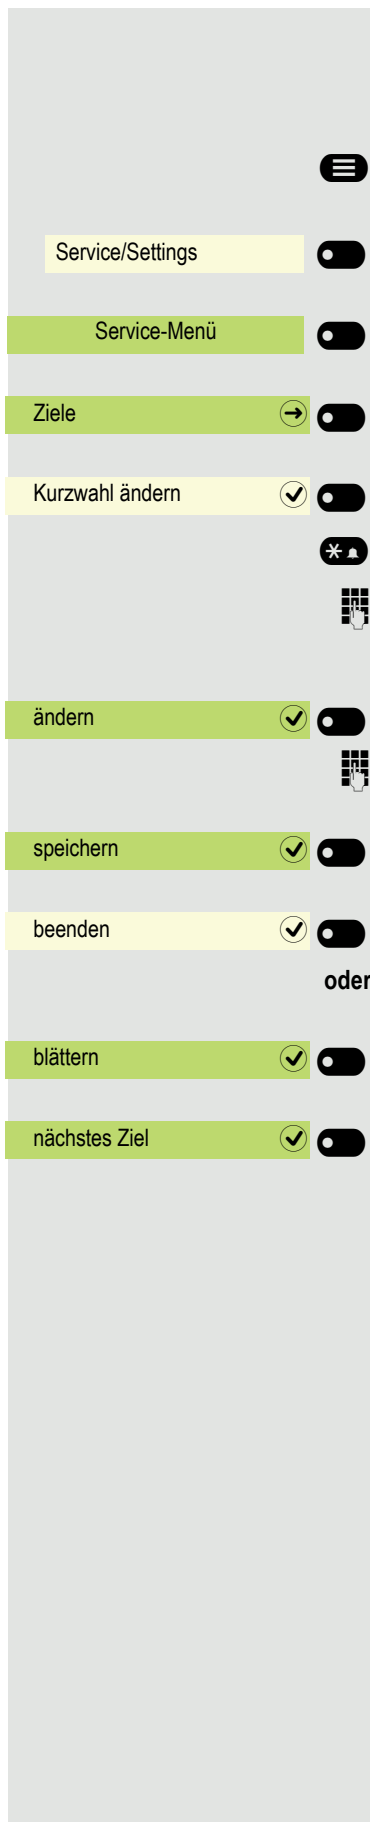 Service/Settings
Service-Menü
Ziele
Kurzwahl ändern
ändern
speichern
beenden
oder
blättern
nächstes Ziel